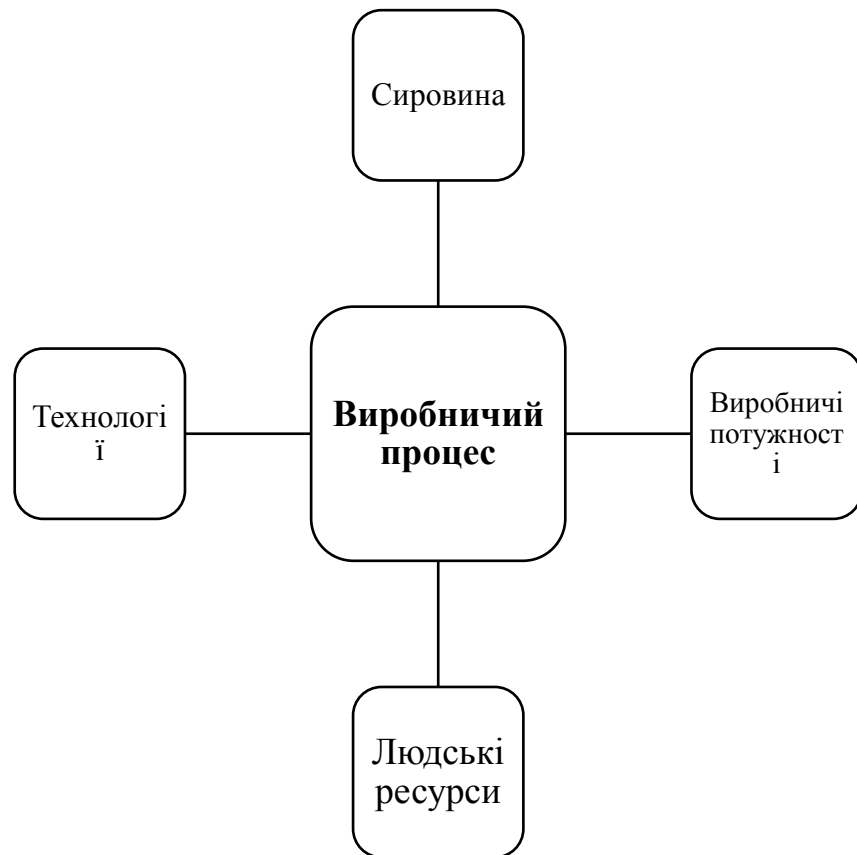 Сировина
Технологі
ї
Виробничий
процес
Виробничі
потужност
і
Людські
ресурси